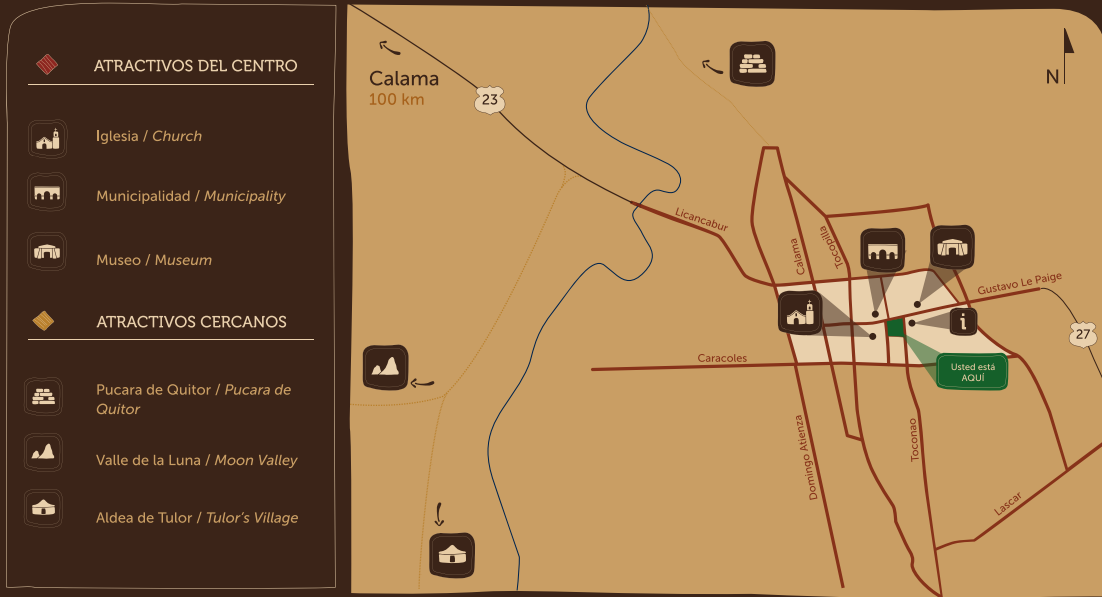 ATRACTIVOS DEL CENTRO
Iglesia / Church
Municipalidad / Municipality
Museo / Museum
ATRACTIVOS CERCANOS
Pucara de Quitor / Pucara de
Quitor
Valle de la Luna / Moon Valley
Aldea de Tulor / Tulor's Village
Calama
100 km
23
N
Licancabur
Calama
Tocopilla
Gustavo Le Paige
i
27
Caracoles
Usted está
AQUÍ
Domingo Atienza
Toconao
Lascar